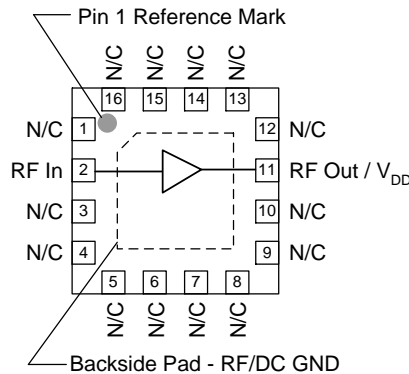 Pin 1 Reference Mark
N/C N/C N/C N/C
16 15 14 13
N/C 1 12 N/C
RF In 2 11 RF Out / VDD
N/C 3 10 N/C
N/C 4 9 N/C
5 6 7 8
N/C N/C N/C N/C
Backside Pad - RF/DC GND